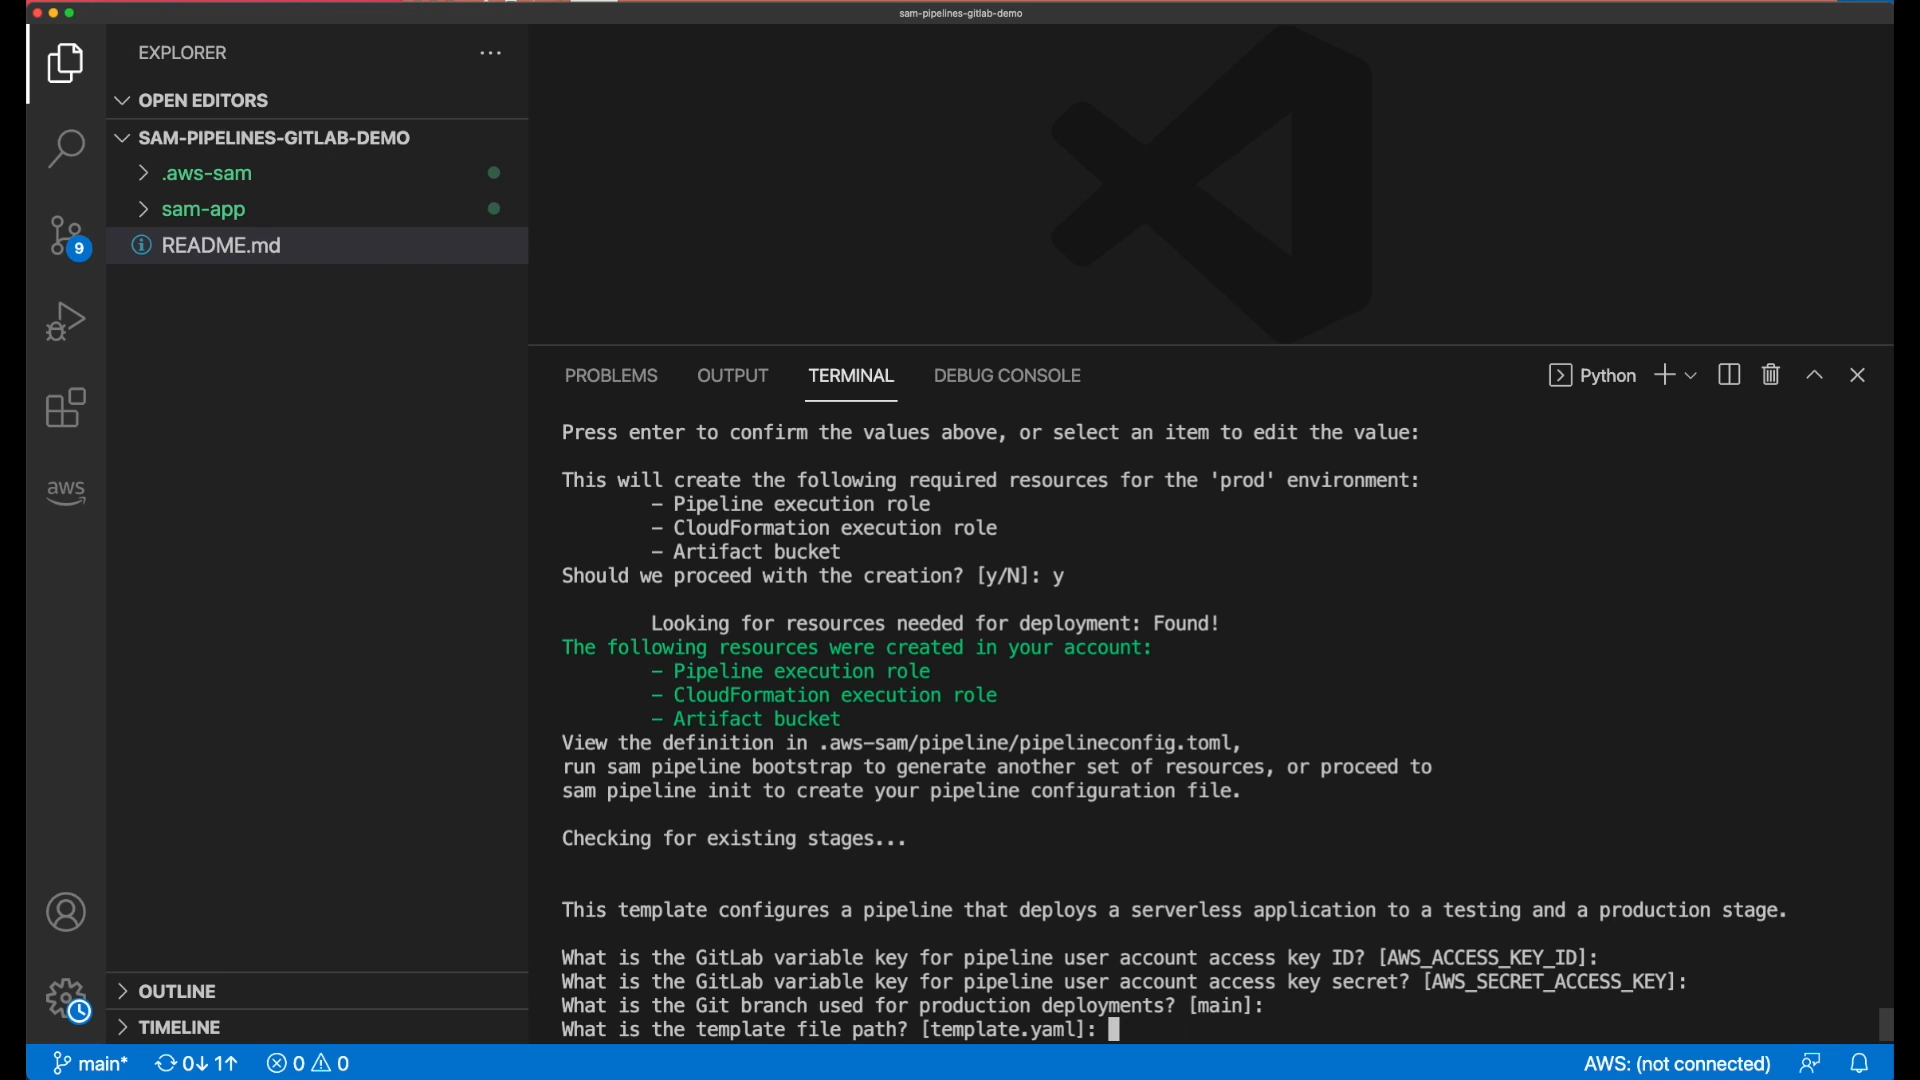 sam-pipelines-gitlab-demo
EXPLORER
OPEN EDITORS
SAM-PIPELINES-GITLAB-DEMO
.aws-sam
sam-app
README.md
9
aws
OUTLINE
TIMELINE
PROBLEMS OUTPUT TERMINAL DEBUG CONSOLE
Python
Press enter to confirm the values above, or select an item to edit the value:
This will create the following required resources for the 'prod' environment:
- Pipeline execution role
- CloudFormation execution role
- Artifact bucket
Should we proceed with the creation? [y/N]: y
Looking for resources needed for deployment: Found!
The following resources were created in your account:
- Pipeline execution role
- CloudFormation execution role
- Artifact bucket
View the definition in .aws-sam/pipeline/pipelineconfig.toml,
run sam pipeline bootstrap to generate another set of resources, or proceed to
sam pipeline init to create your pipeline configuration file.
Checking for existing stages...
This template configures a pipeline that deploys a serverless application to a testing and a production stage.
What is the GitLab variable key for pipeline user account access key ID? [AWS_ACCESS_KEY_ID]:
What is the GitLab variable key for pipeline user account access key secret? [AWS_SECRET_ACCESS_KEY]:
What is the Git branch used for production deployments? [main]:
What is the template file path? [template.yaml]:
main* 0↓ 1↑ 0 0
AWS: (not connected)